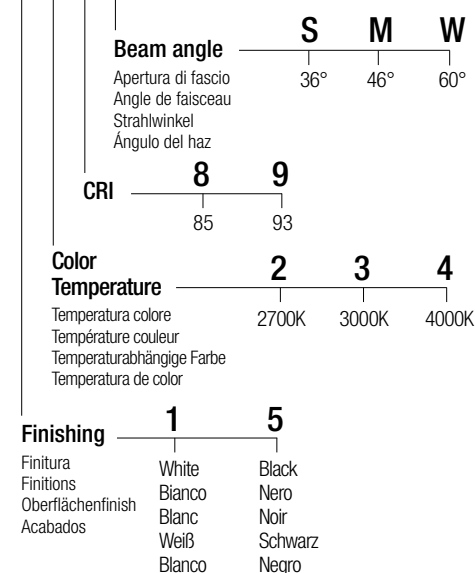 S M W
Beam angle
36° 46° 60°
Apertura di fascio
Angle de faisceau
Strahlwinkel
Ángulo del haz
8 9
CRI
85 93
Color
Temperature
2 3 4
2700K 3000K 4000K
Temperatura colore
Température couleur
Temperaturabhängige Farbe
Temperatura de color
1 5
Finishing
Finitura
Finitions
Oberflächenfinish
Acabados
White
Bianco
Blanc
Weiß
Blanco
Black
Nero
Noir
Schwarz
Negro